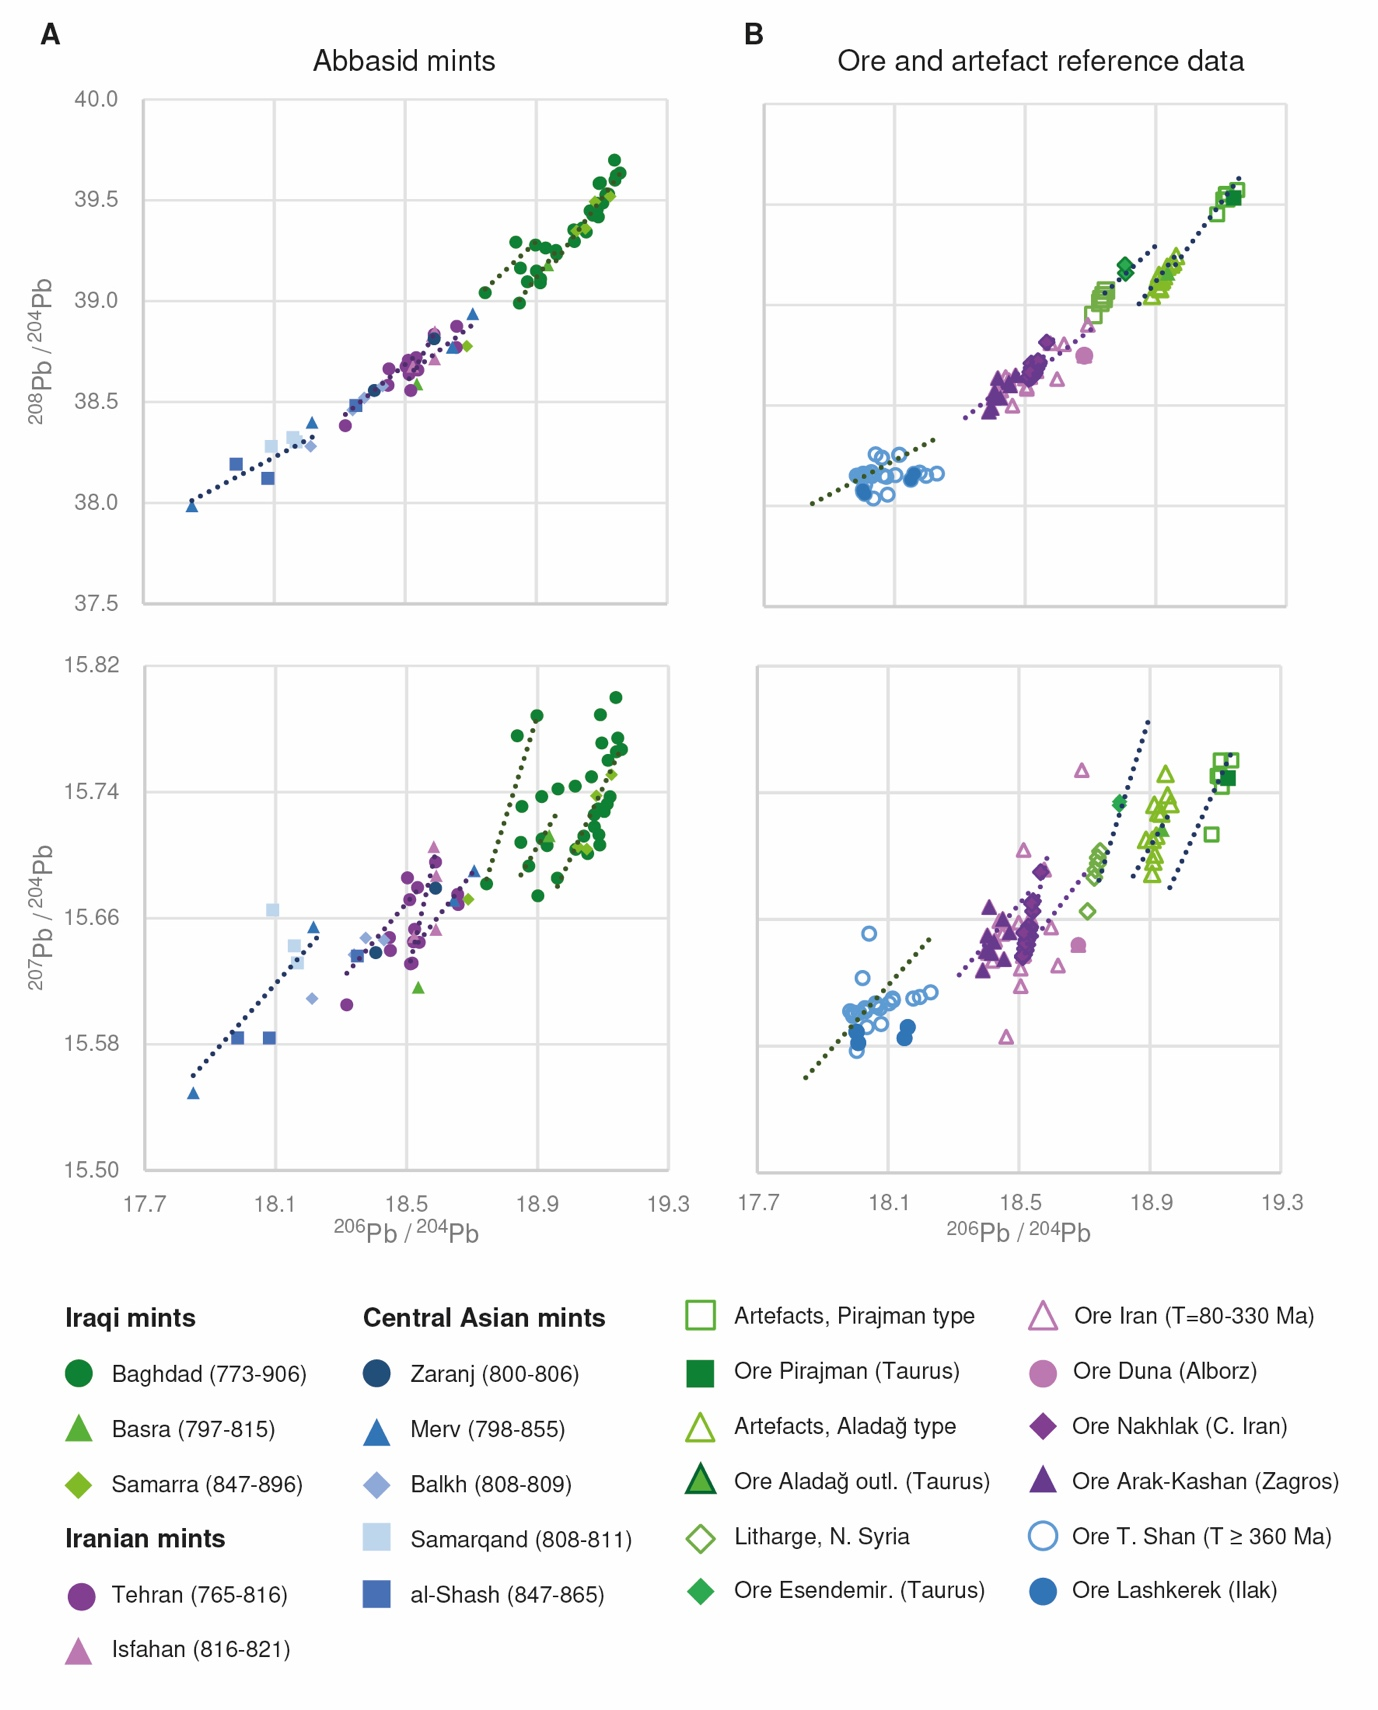 A
B
Abbasid mints
Ore and artefact reference data
40.0
39.5
39.0
38.5
38.0
37.5
208Pb / 204Pb
15.82
15.74
15.66
15.58
15.50
207Pb / 204Pb
17.7 18.1 18.5 18.9 19.3
206Pb / 204Pb
17.7 18.1 18.5 18.9 19.3
206Pb / 204Pb
Iraqi mints
Baghdad (773-906)
Basra (797-815)
Samarra (847-896)
Iranian mints
Tehran (765-816)
Isfahan (816-821)
Central Asian mints
Zaranj (800-806)
Merv (798-855)
Balkh (808-809)
Samarqand (808-811)
al-Shash (847-865)
Artefacts, Pirajman type
Ore Pirajman (Taurus)
Artefacts, Aladağ type
Ore Aladağ outl. (Taurus)
Litharge, N. Syria
Ore Esendemir. (Taurus)
Ore Iran (T=80-330 Ma)
Ore Duna (Alborz)
Ore Nakhlak (C. Iran)
Ore Arak-Kashan (Zagros)
Ore T. Shan (T ≥ 360 Ma)
Ore Lashkerek (Ilak)